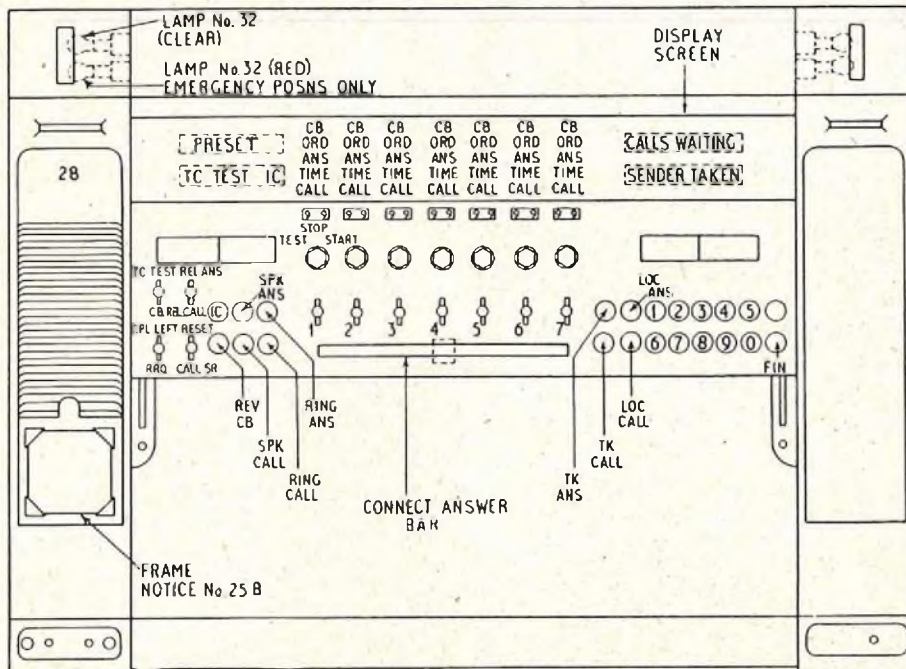 LAMP No. 32
(CLEAR)
LAMP No. 32 (RED)
EMERGENCY POSNS ONLY
DISPLAY
SCREEN
28
PRESET
TC TEST IC
CB CB CB CB CB CB CB
ORD ORD ORD ORD ORD ORD ORD
ANS ANS ANS ANS ANS ANS ANS
TIME TIME TIME TIME TIME TIME TIME
CALL CALL CALL CALL CALL CALL CALL
CALLS WAITING
SENDER TAKEN
STOP
TEST START
TC TEST REL ANS
SPK
ANS
CB REL CALL IC
SPL LEFT RESET
RRQ CALL SR
1 2 3 4 5 6 7
LOC
ANS
1 2 3 4 5
6 7 8 9 0
FIN
REV
CB
RING
ANS
SPK
CALL
RING
CALL
CONNECT ANSWER
BAR
LOC
CALL
TK
CALL
TK
ANS
FRAME
NOTICE No. 25 B